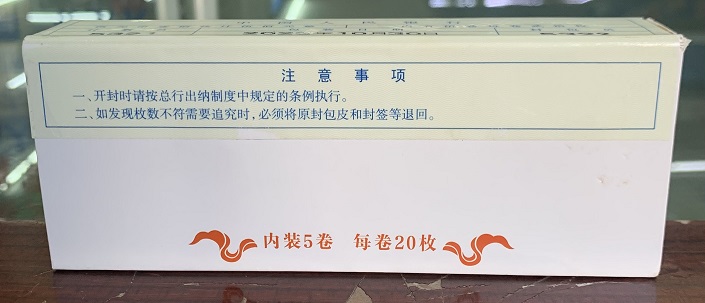 注意事项
一、开封时请按总行出纳制度中规定的条例执行。
二、如发现枚数不符需要追究时，必须将原封包皮和封签等退回。
内装5卷 每卷20枚